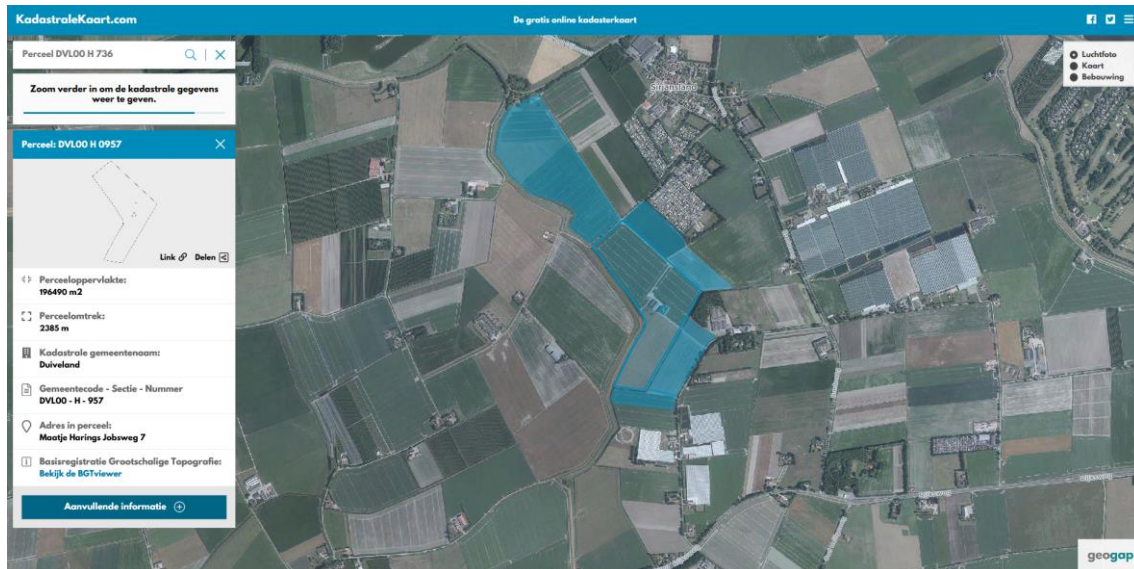 KadastraleKaart.com
De gratis online kadasterkaart
Perceel DVL00 H 736
Zoom verder in om de kadastrale gegevens
weer te geven.
Perceel: DVL00 H 0957
Link
Delen
Perceeloppervlakte:
196490 m2
Perceelomtrek:
2385 m
Kadastrale gemeentenaam:
Duiveland
Gemeentecode - Sectie - Nummer
DVL00 - H - 957
Adres in perceel:
Maatje Harings Jobsweg 7
Basisregistratie Grootschalige Topografie:
Bekijk de BGTviewer
Aanvullende informatie
Luchtfoto
Kaart
Bebouwing
Sirjansland
geogap